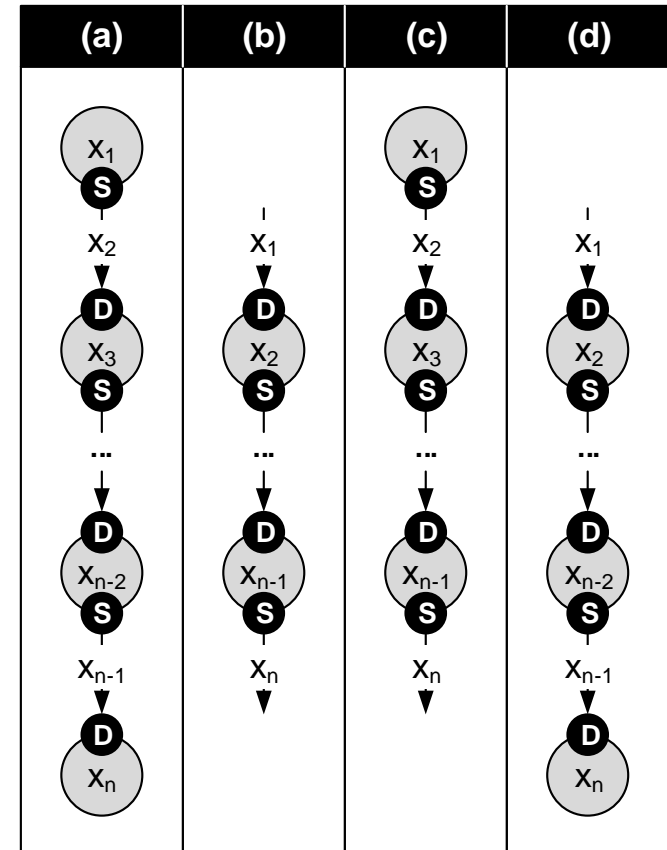 (a) (b) (c) (d)
x₁ x₁
S S
x₂ x₁ x₂ x₁
D D D D
x₃ x₂ x₃ x₂
S S S S
... ... ... ...
D D D D
xₙ₋₂ xₙ₋₁ xₙ₋₁ xₙ₋₂
S S S S
xₙ₋₁ xₙ xₙ xₙ₋₁
D D
xₙ xₙ